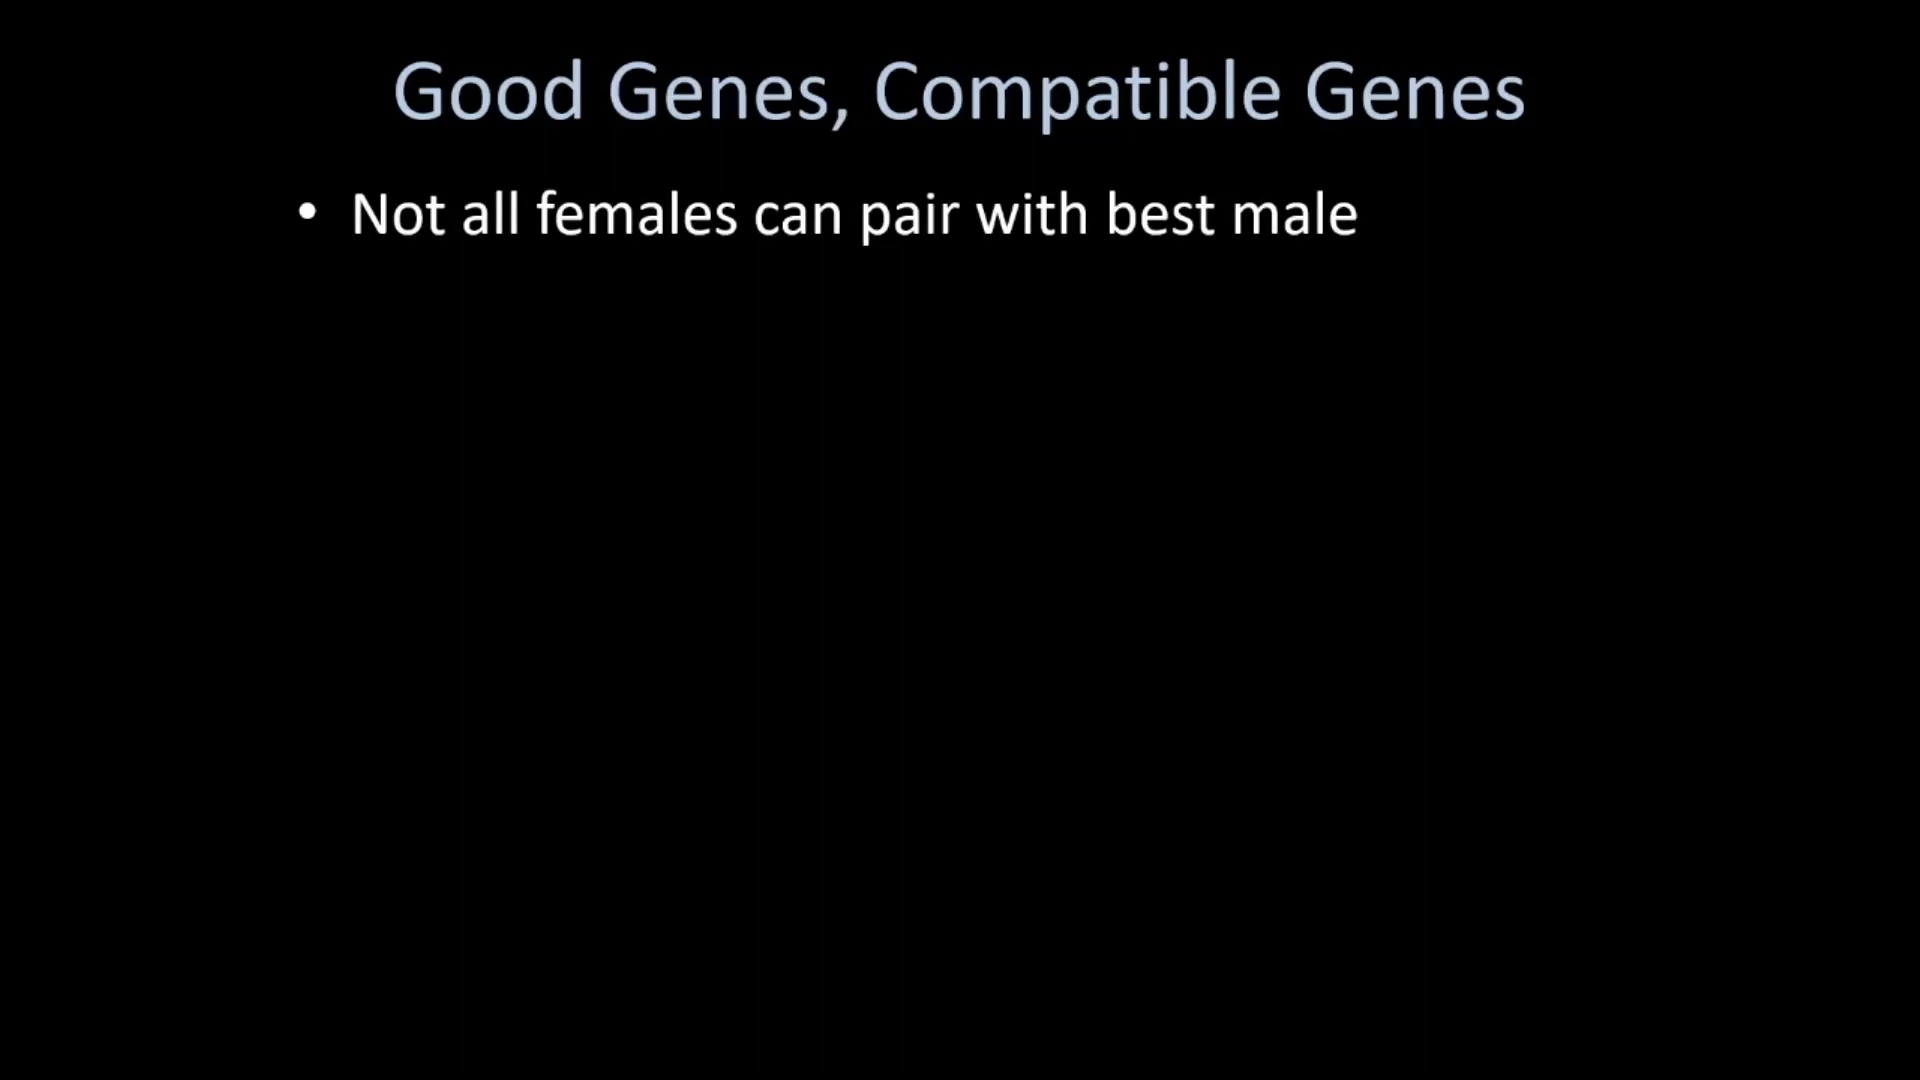 Good Genes, Compatible Genes
• Not all females can pair with best male